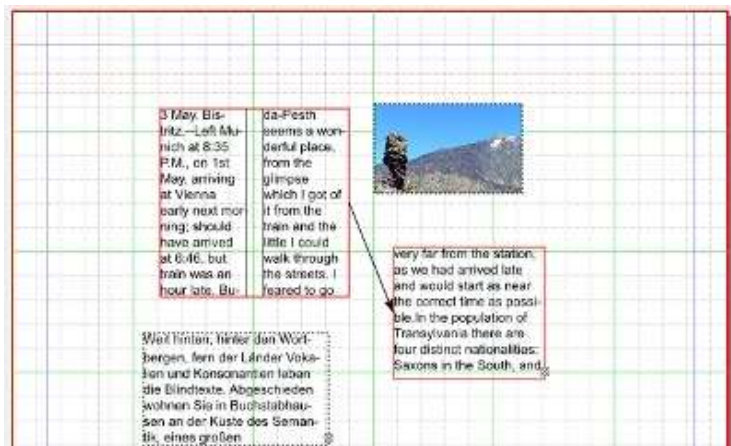 3 May. Bis-
tritz.--Left Mu-
nich at 8:35
P.M., on 1st
May, arriving
at Vienna
early next mor-
ning; should
have arrived
at 6:46, but
train was an
hour late. Bu-
da-Pesth
seems a won-
derful place,
from the
glimpse
which I got of
it from the
train and the
little I could
walk through
the streets. I
feared to go
very far from the station,
as we had arrived late
and would start as near
the correct time as possi-
ble.In the population of
Transylvania there are
four distinct nationalities:
Saxons in the South, and
Weit hinten, hinter den Wort-
bergen, fern der Länder Voka-
lien und Konsonantien leben
die Blindtexte. Abgeschieden
wohnen Sie in Buchstabhau-
sen an der Küste des Seman-
tik, eines großen